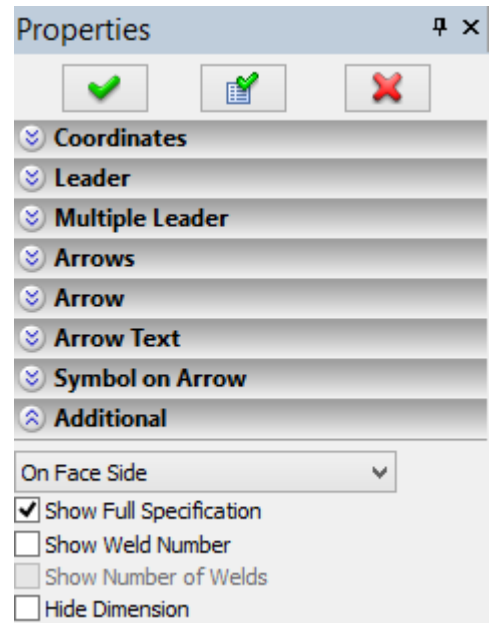 Properties
Coordinates
Leader
Multiple Leader
Arrows
Arrow
Arrow Text
Symbol on Arrow
Additional
On Face Side
Show Full Specification
Show Weld Number
Show Number of Welds
Hide Dimension